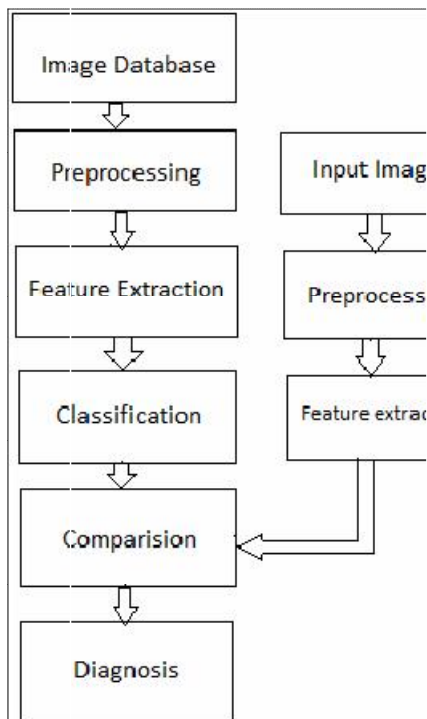 Image Database
Preprocessing
Feature Extraction
Classification
Comparision
Diagnosis
Input Imag
Preprocess
Feature extrac